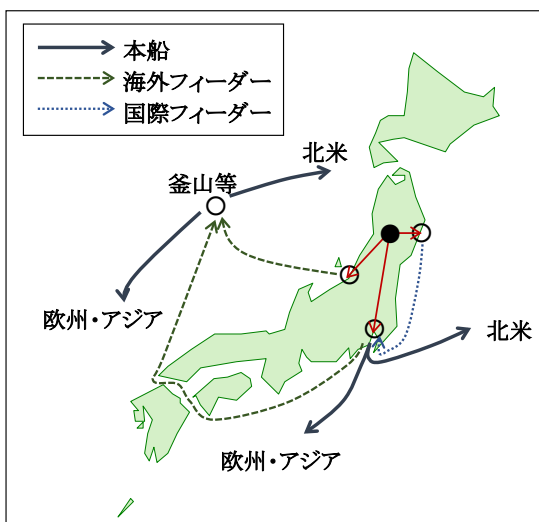 本船
海外フィーダー
国際フィーダー
北米
釜山等
欧州・アジア
北米
欧州・アジア